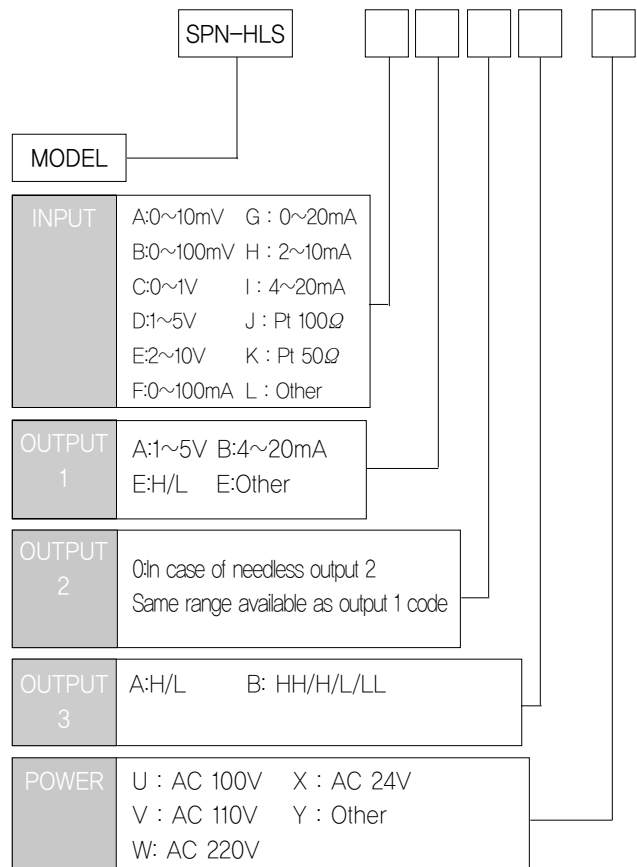 SPN-HLS
MODEL
INPUT
A:0~10mV G : 0~20mA
B:0~100mV H : 2~10mA
C:0~1V I : 4~20mA
D:1~5V J : Pt 100Ω
E:2~10V K : Pt 50Ω
F:0~100mA L : Other
OUTPUT
1
A:1~5V B:4~20mA
E:H/L E:Other
OUTPUT
2
0:In case of needless output 2
Same range available as output 1 code
OUTPUT
3
A:H/L B: HH/H/L/LL
POWER
U : AC 100V X : AC 24V
V : AC 110V Y : Other
W: AC 220V